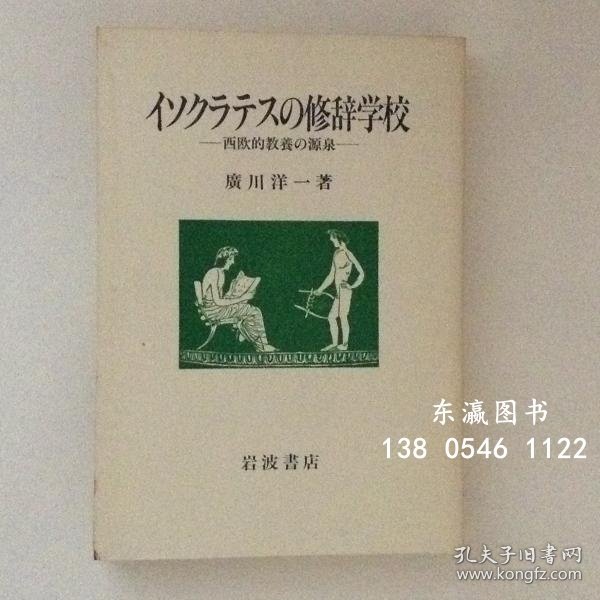 イソクラテスの修辞学校
——西欧的教養の源泉——
廣川洋一著
岩波書店
东瀛图书
138 0546 1122
孔夫子旧書网
www.kongfz.com